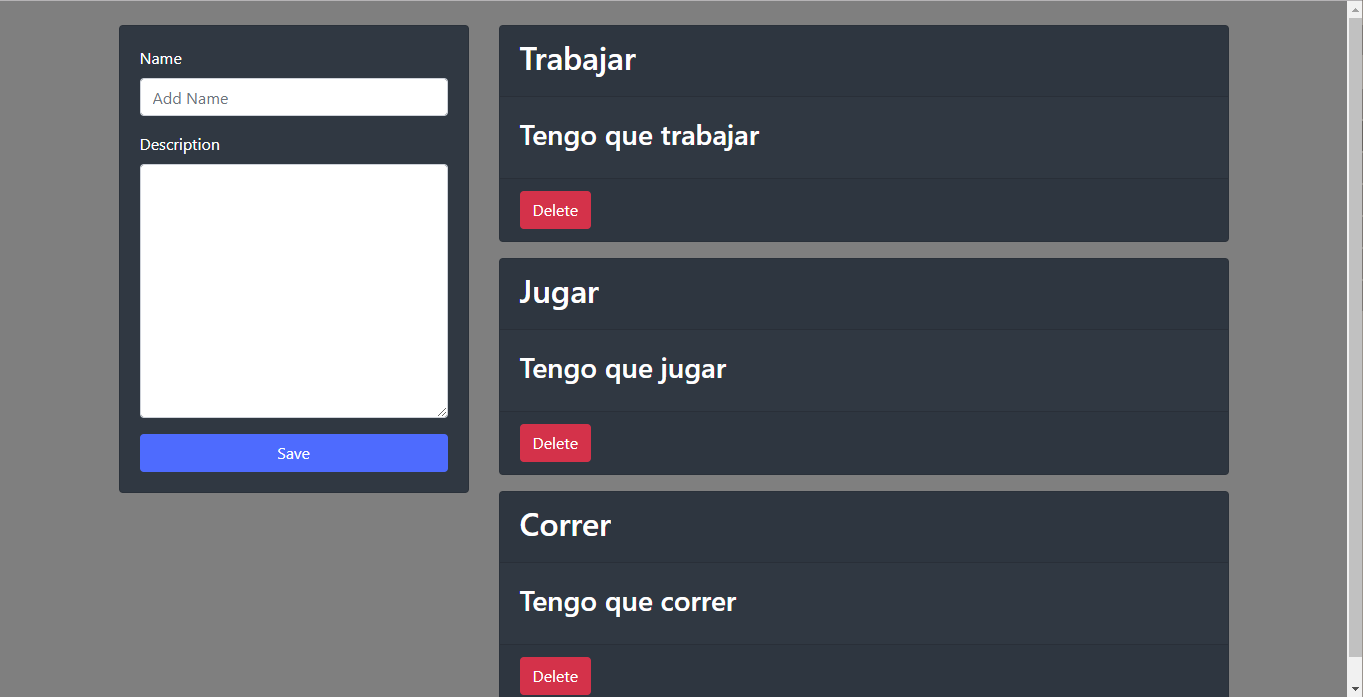 Name
Add Name
Description
Save
Trabajar
Tengo que trabajar
Delete
Jugar
Tengo que jugar
Delete
Correr
Tengo que correr
Delete